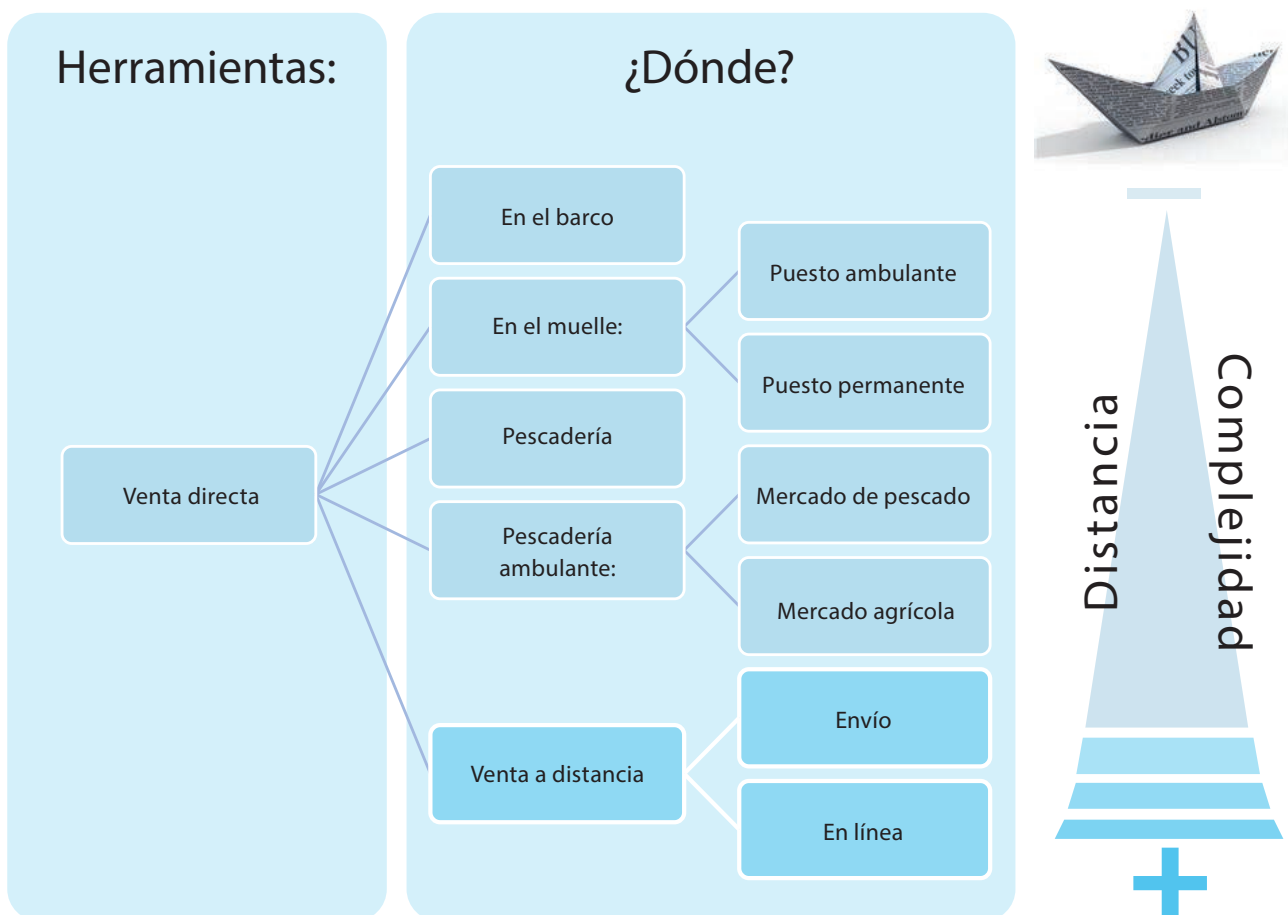 Herramientas:
¿Dónde?
En el barco
Puesto ambulante
En el muelle:
Puesto permanente
Pescadería
Venta directa
Mercado de pescado
Pescadería
ambulante:
Mercado agrícola
Envío
Venta a distancia
En línea
Distancia
Complejidad